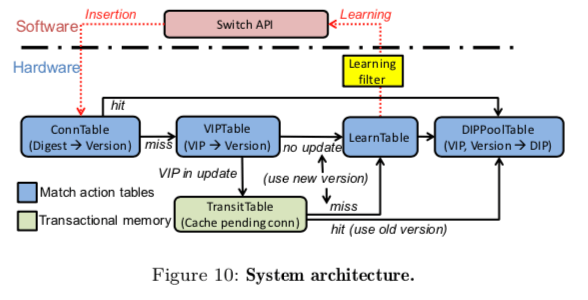 Software
Insertion
Switch API
Learning
Hardware
Learning
filter
hit
ConnTable
(Digest → Version)
miss
VIPTable
(VIP → Version)
no update
LearnTable
DIPPoolTable
(VIP, Version → DIP)
VIP in update
(use new version)
Match action tables
Transactional memory
TransitTable
(Cache pending conn)
miss
hit (use old version)
Figure 10: System architecture.